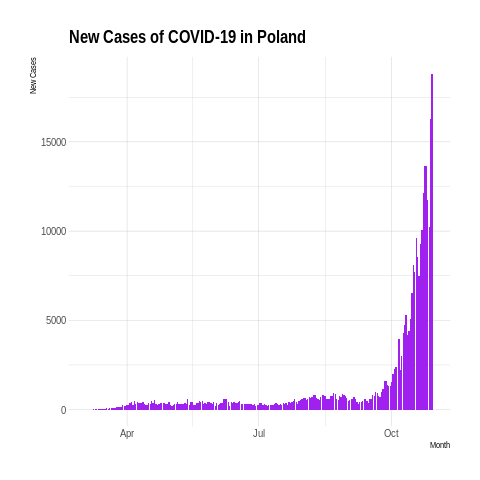 New Cases of COVID-19 in Poland
New Cases
15000
10000
5000
0
Apr Jul Oct
Month